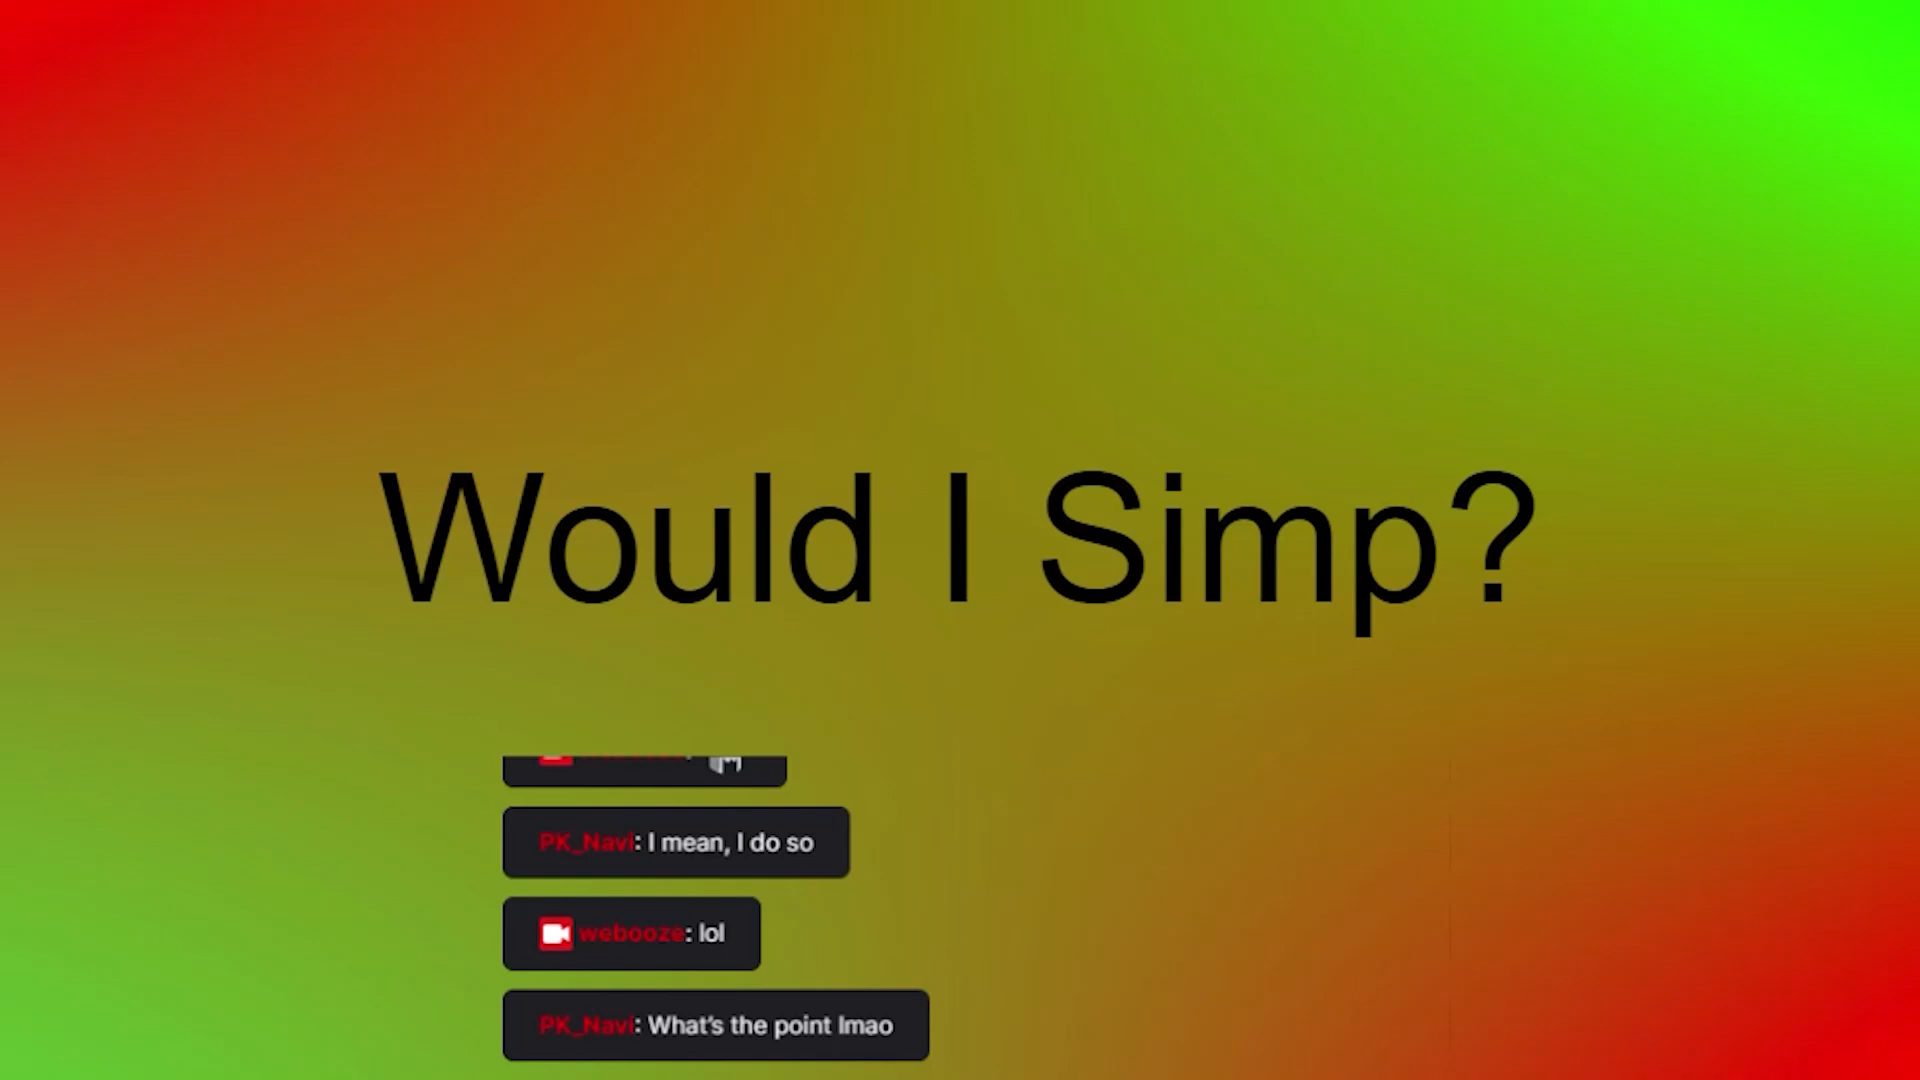 Would I Simp?
PK_Navi: I mean, I do so
webooze: lol
PK_Navi: What's the point lmao